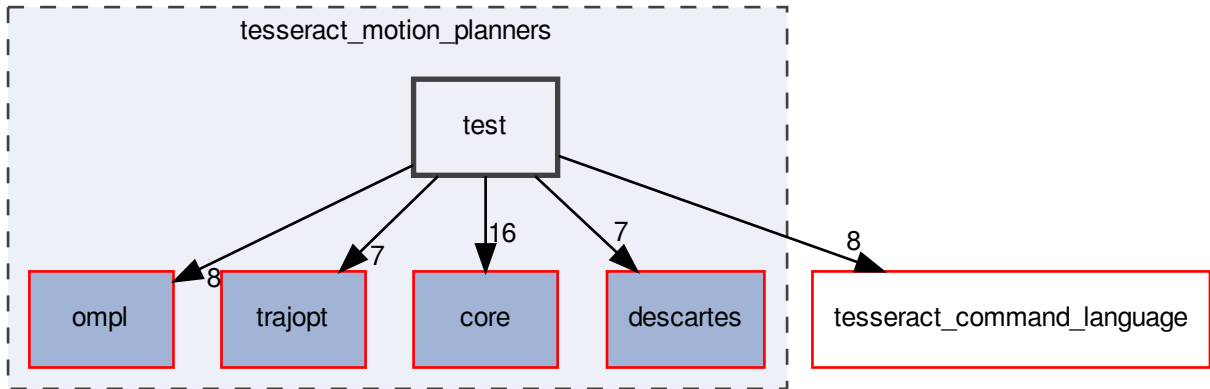 tesseract_motion_planners
test
8
7
16
7
8
ompl
trajopt
core
descartes
tesseract_command_language